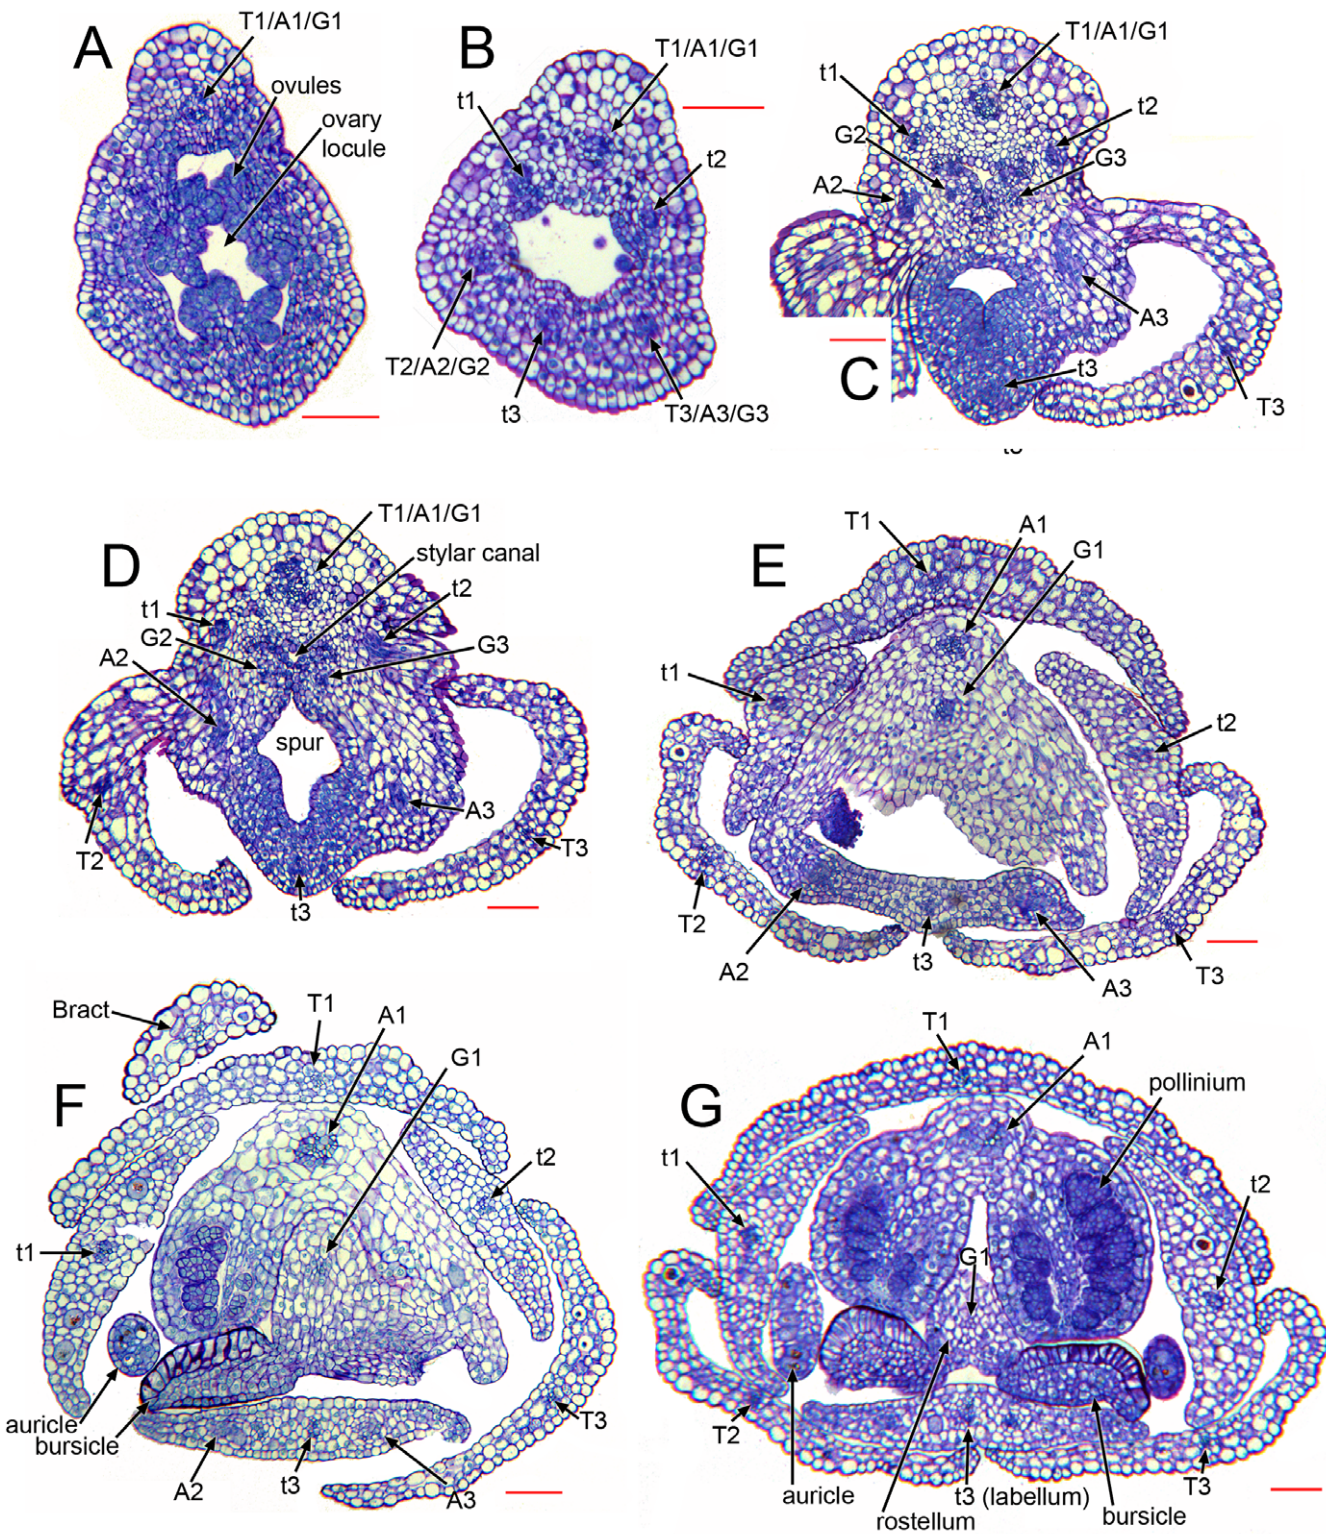 A
T1/A1/G1
ovules
ovary
locule
B
T1/A1/G1
t1
t2
T2/A2/G2
t3
T3/A3/G3
C
T1/A1/G1
t1
t2
G2
G3
A2
A3
t3
T3
D
T1/A1/G1
stylar canal
t1
t2
G2
G3
A2
spur
A3
T2
T3
t3
E
T1
A1
G1
t1
t2
T2
A2
t3
A3
T3
F
Bract
T1
A1
G1
t2
t1
auricle
bursicle
A2
t3
A3
T3
G
T1
A1
pollinium
t1
t2
G1
T2
auricle
rostellum
t3 (labellum)
bursicle
T3